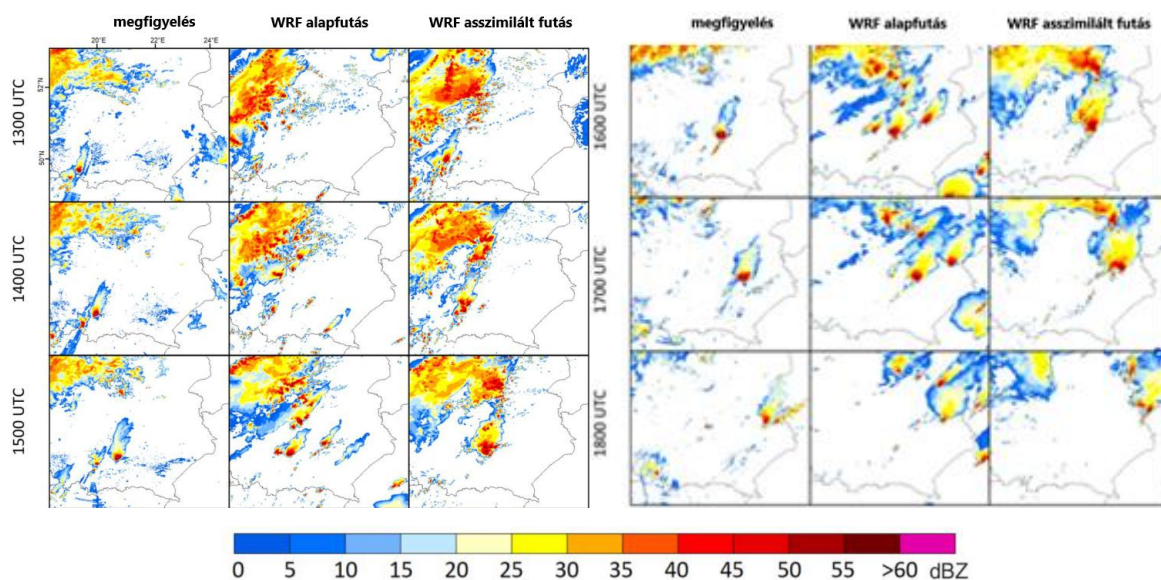 megfigyelés WRF alapfutás WRF asszimilált futás
20°E 22°E 24°E
1300 UTC
52°N
50°N
1400 UTC
1500 UTC
megfigyelés WRF alapfutás WRF asszimilált futás
1600 UTC
1700 UTC
1800 UTC
0 5 10 15 20 25 30 35 40 45 50 55 >60 dBZ